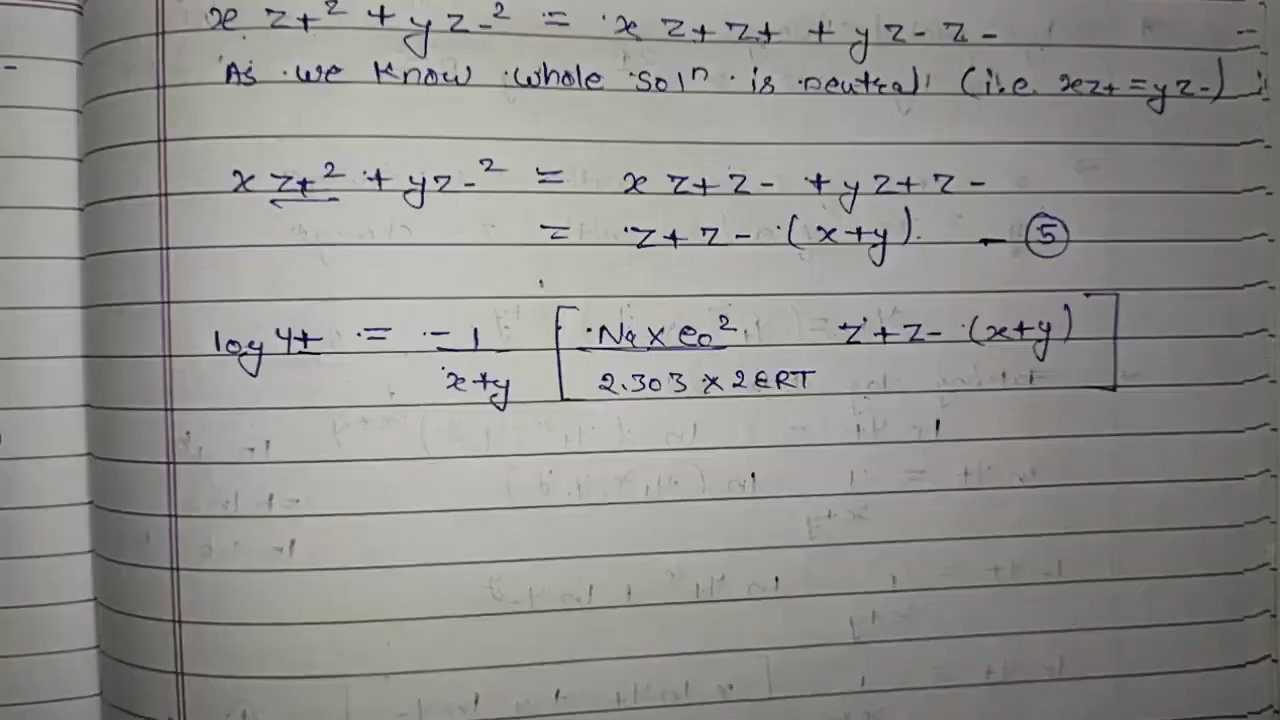 x z+² + y z-² = x z+ z+ + y z- z-
As we know whole solⁿ is neutral (i.e. xz+ = yz-)
x z+² + yz-² = x z+ z- + y z+ z-
= z+ z- (x+y). - ⑤
log γ± = -1/x+y [ Na x e₀² / 2.303 x 2εRT z+ z- (x+y) ]